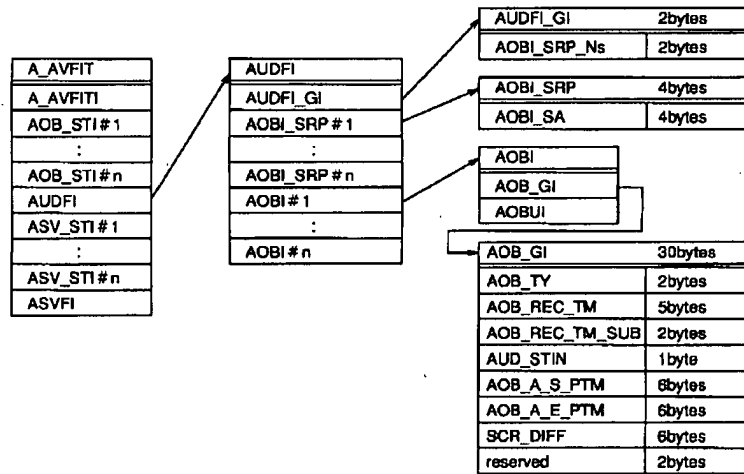 A_AVFIT
A_AVFITI
AOB_STI#1
:
AOB_STI#n
AUDFI
ASV_STI#1
:
ASV_STI#n
ASVFI
AUDFI
AUDFI_GI
AOBI_SRP#1
:
AOBI_SRP#n
AOBI#1
:
AOBI#n
AUDFI_GI 2bytes
AOBI_SRP_Ns 2bytes
AOBI_SRP 4bytes
AOBI_SA 4bytes
AOBI
AOB_GI
AOBUI
AOB_GI 30bytes
AOB_TY 2bytes
AOB_REC_TM 5bytes
AOB_REC_TM_SUB 2bytes
AUD_STIN 1byte
AOB_A_S_PTM 6bytes
AOB_A_E_PTM 6bytes
SCR_DIFF 6bytes
reserved 2bytes